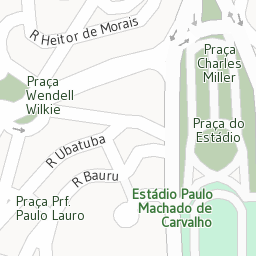 R Heitor de Morais
Praça
Charles
Miller
Praça
Wendell
Wilkie
Praça do
Estádio
R Ubatuba
R Bauru
Estádio Paulo
Machado de
Carvalho
Praça Prf.
Paulo Lauro